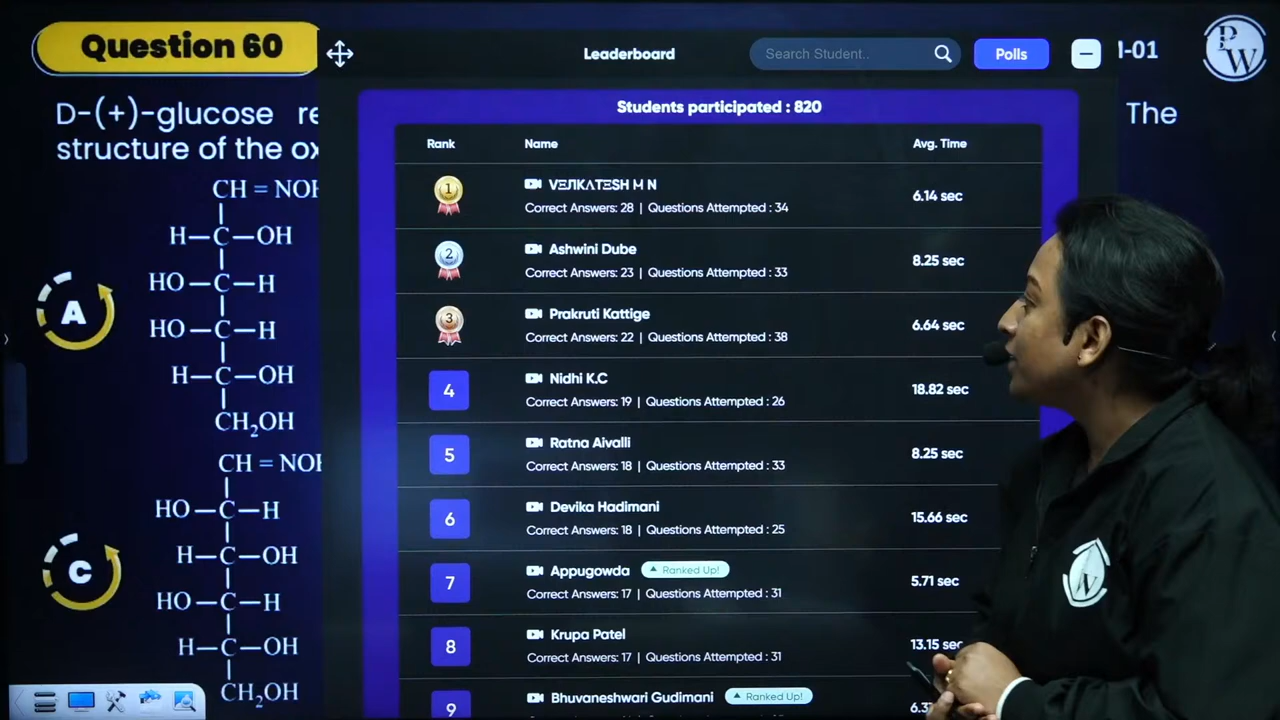 Question 60
Leaderboard
Search Student..
Polls
-01
PW
Students participated : 820
D-(+)-glucose re
The
structure of the ox
Rank Name Avg. Time
1 VΞЛKΛTΞSH M N 6.14 sec
Correct Answers: 28 | Questions Attempted : 34
2 Ashwini Dube 8.25 sec
Correct Answers: 23 | Questions Attempted : 33
3 Prakruti Kattige 6.64 sec
Correct Answers: 22 | Questions Attempted : 38
4 Nidhi K.C 18.82 sec
Correct Answers: 19 | Questions Attempted : 26
5 Ratna Aivalli 8.25 sec
Correct Answers: 18 | Questions Attempted : 33
6 Devika Hadimani 15.66 sec
Correct Answers: 18 | Questions Attempted : 25
7 Appugowda Ranked Up! 5.71 sec
Correct Answers: 17 | Questions Attempted : 31
8 Krupa Patel 13.15 sec
Correct Answers: 17 | Questions Attempted : 31
9 Bhuvaneshwari Gudimani Ranked Up!
A
CH = NOH
H—C—OH
HO—C—H
HO—C—H
H—C—OH
CH₂OH
C
CH = NOH
HO—C—H
H—C—OH
HO—C—H
H—C—OH
CH₂OH